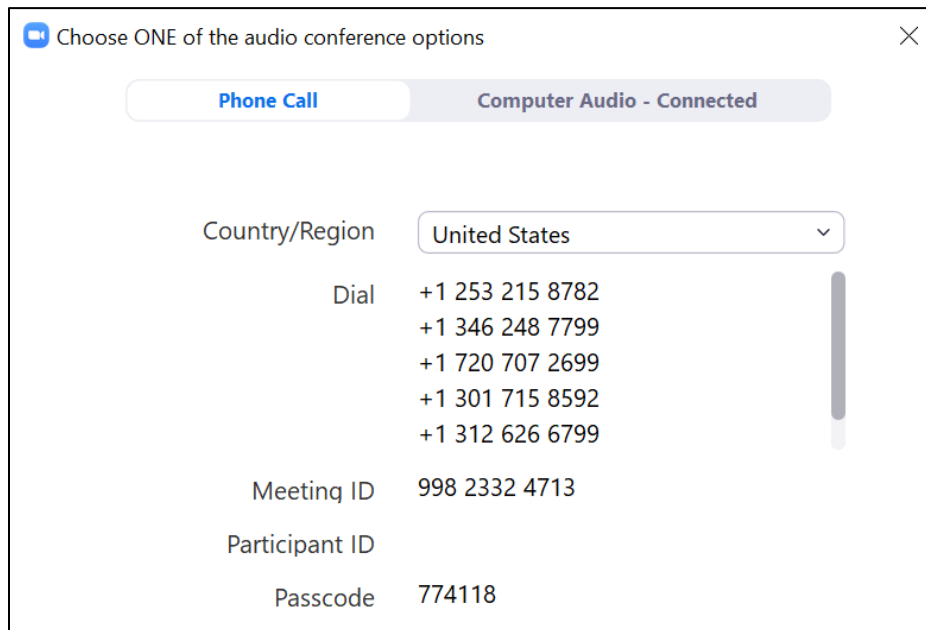 Choose ONE of the audio conference options
Phone Call Computer Audio - Connected
Country/Region United States
Dial +1 253 215 8782
+1 346 248 7799
+1 720 707 2699
+1 301 715 8592
+1 312 626 6799
Meeting ID 998 2332 4713
Participant ID
Passcode 774118